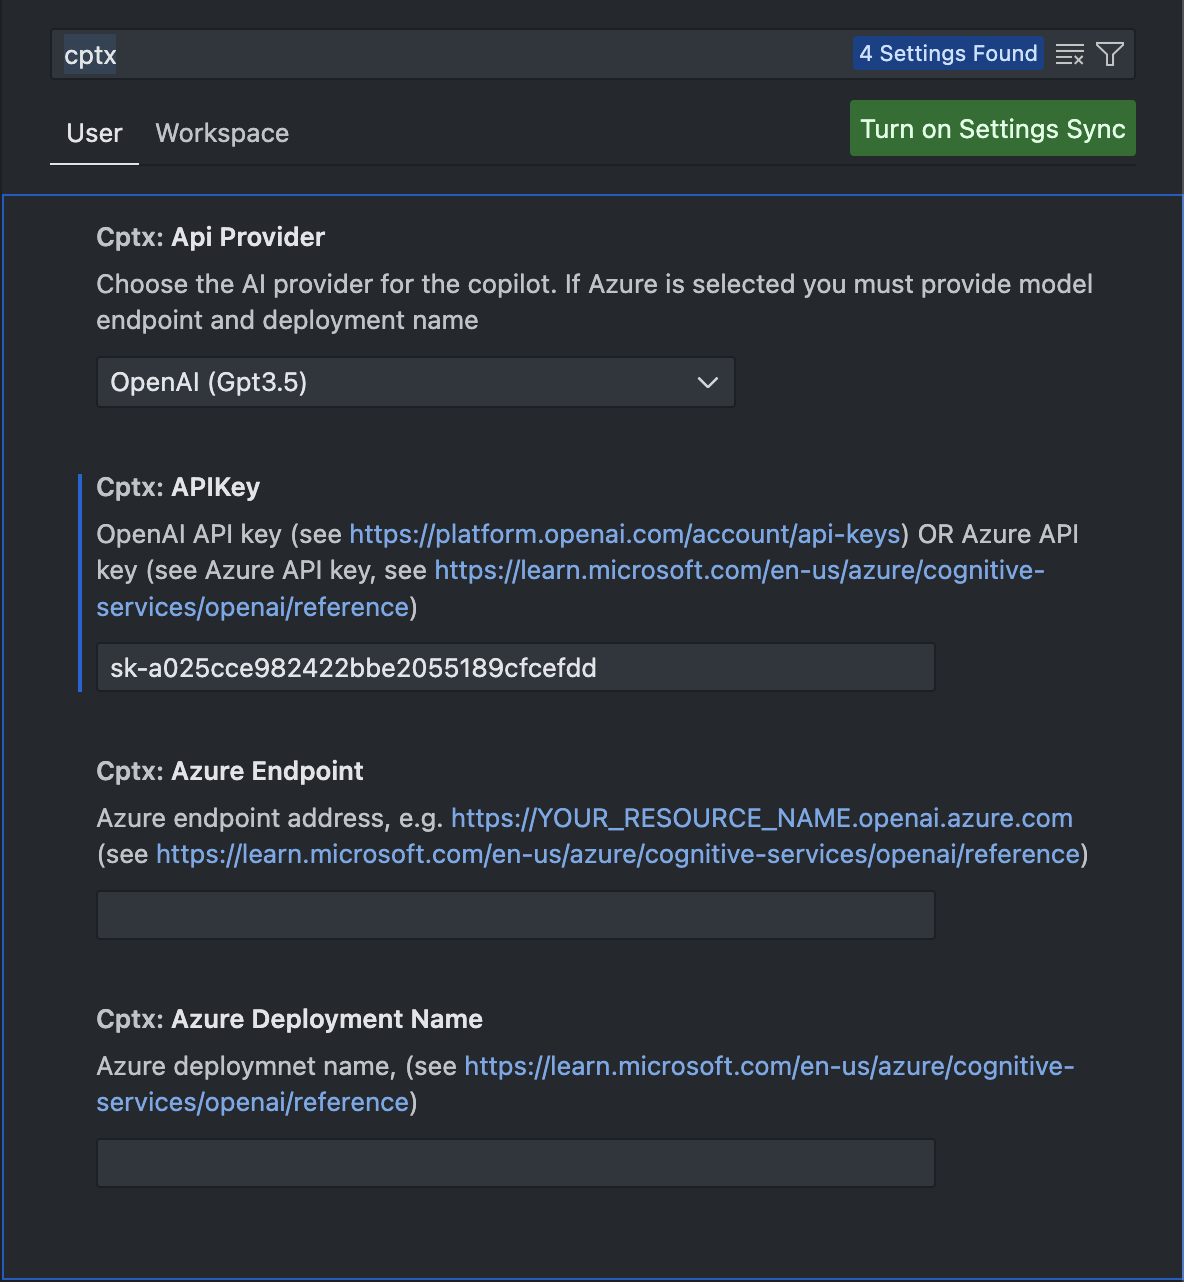 cptx
4 Settings Found
User
Workspace
Turn on Settings Sync
Cptx: Api Provider
Choose the AI provider for the copilot. If Azure is selected you must provide model
endpoint and deployment name
OpenAI (Gpt3.5)
Cptx: APIKey
OpenAI API key (see https://platform.openai.com/account/api-keys) OR Azure API
key (see Azure API key, see https://learn.microsoft.com/en-us/azure/cognitive-
services/openai/reference)
sk-a025cce982422bbe2055189cfcefdd
Cptx: Azure Endpoint
Azure endpoint address, e.g. https://YOUR_RESOURCE_NAME.openai.azure.com
(see https://learn.microsoft.com/en-us/azure/cognitive-services/openai/reference)
Cptx: Azure Deployment Name
Azure deploymnet name, (see https://learn.microsoft.com/en-us/azure/cognitive-
services/openai/reference)